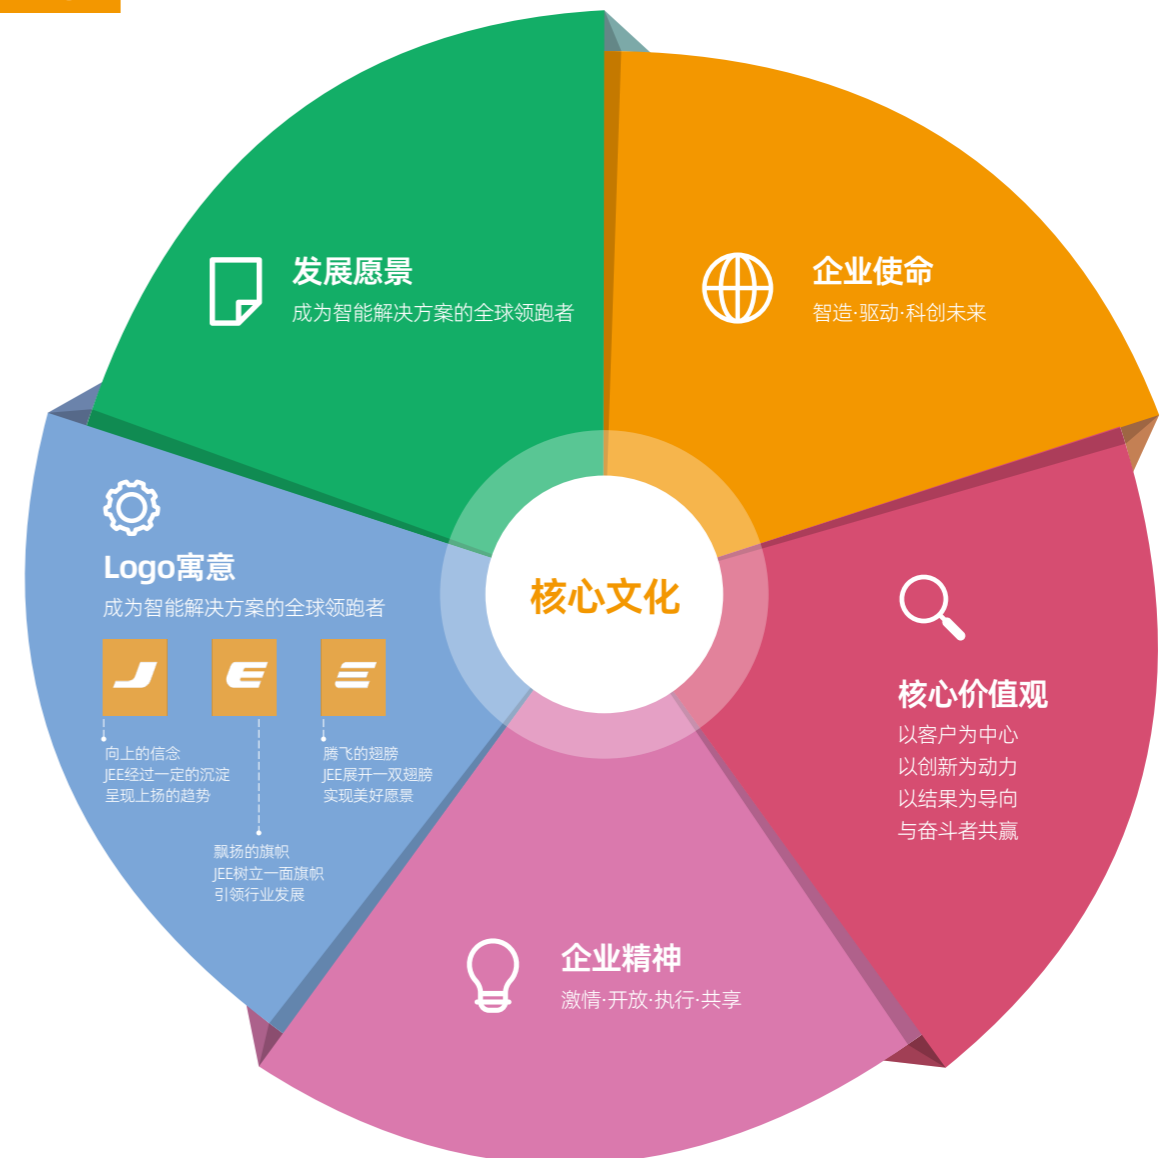 发展愿景
成为智能解决方案的全球领跑者
企业使命
智造·驱动·科创未来
Logo寓意
成为智能解决方案的全球领跑者
J E E
向上的信念
JEE经过一定的沉淀
呈现上扬的趋势
腾飞的翅膀
JEE展开一双翅膀
实现美好愿景
飘扬的旗帜
JEE树立一面旗帜
引领行业发展
核心文化
核心价值观
以客户为中心
以创新为动力
以结果为导向
与奋斗者共赢
企业精神
激情·开放·执行·共享